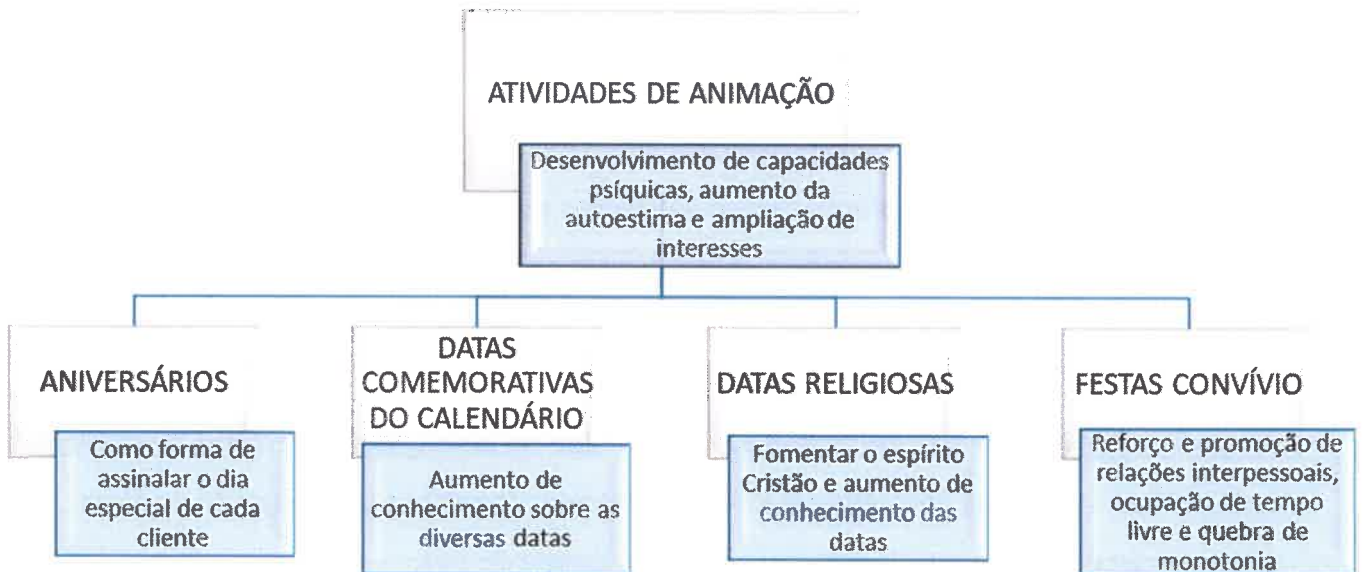 ATIVIDADES DE ANIMAÇÃO
Desenvolvimento de capacidades
psíquicas, aumento da
autoestima e ampliação de
interesses
ANIVERSÁRIOS
Como forma de
assinalar o dia
especial de cada
cliente
DATAS
COMEMORATIVAS
DO CALENDÁRIO
Aumento de
conhecimento sobre as
diversas datas
DATAS RELIGIOSAS
Fomentar o espírito
Cristão e aumento de
conhecimento das
datas
FESTAS CONVÍVIO
Reforço e promoção de
relações interpessoais,
ocupação de tempo
livre e quebra de
monotonia